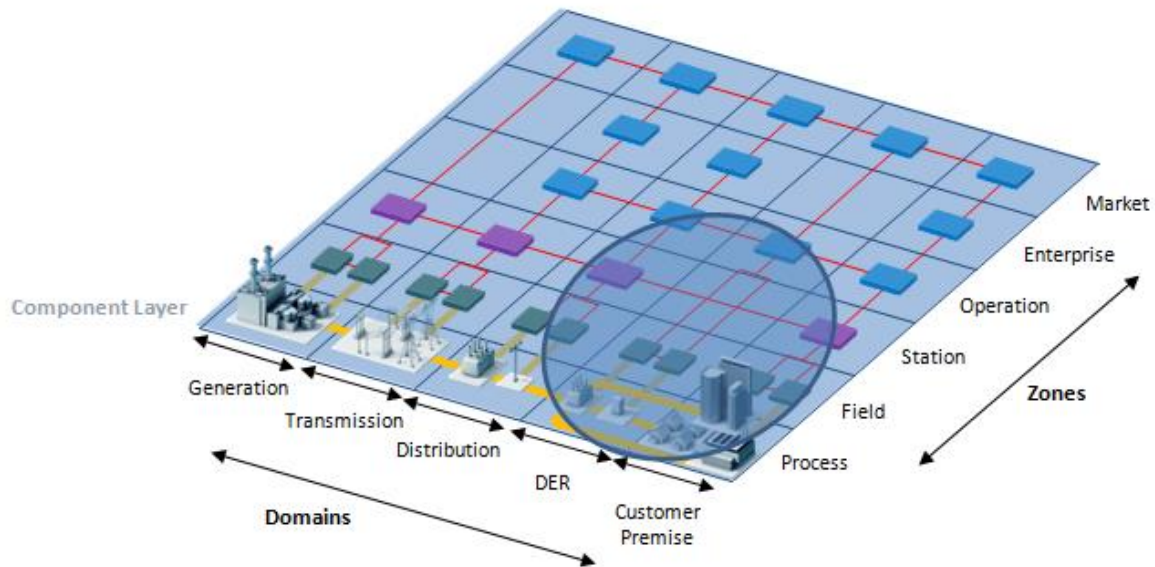 Market
Enterprise
Operation
Component Layer
Station
Generation
Field
Zones
Transmission
Distribution
Process
DER
Domains
Customer
Premise